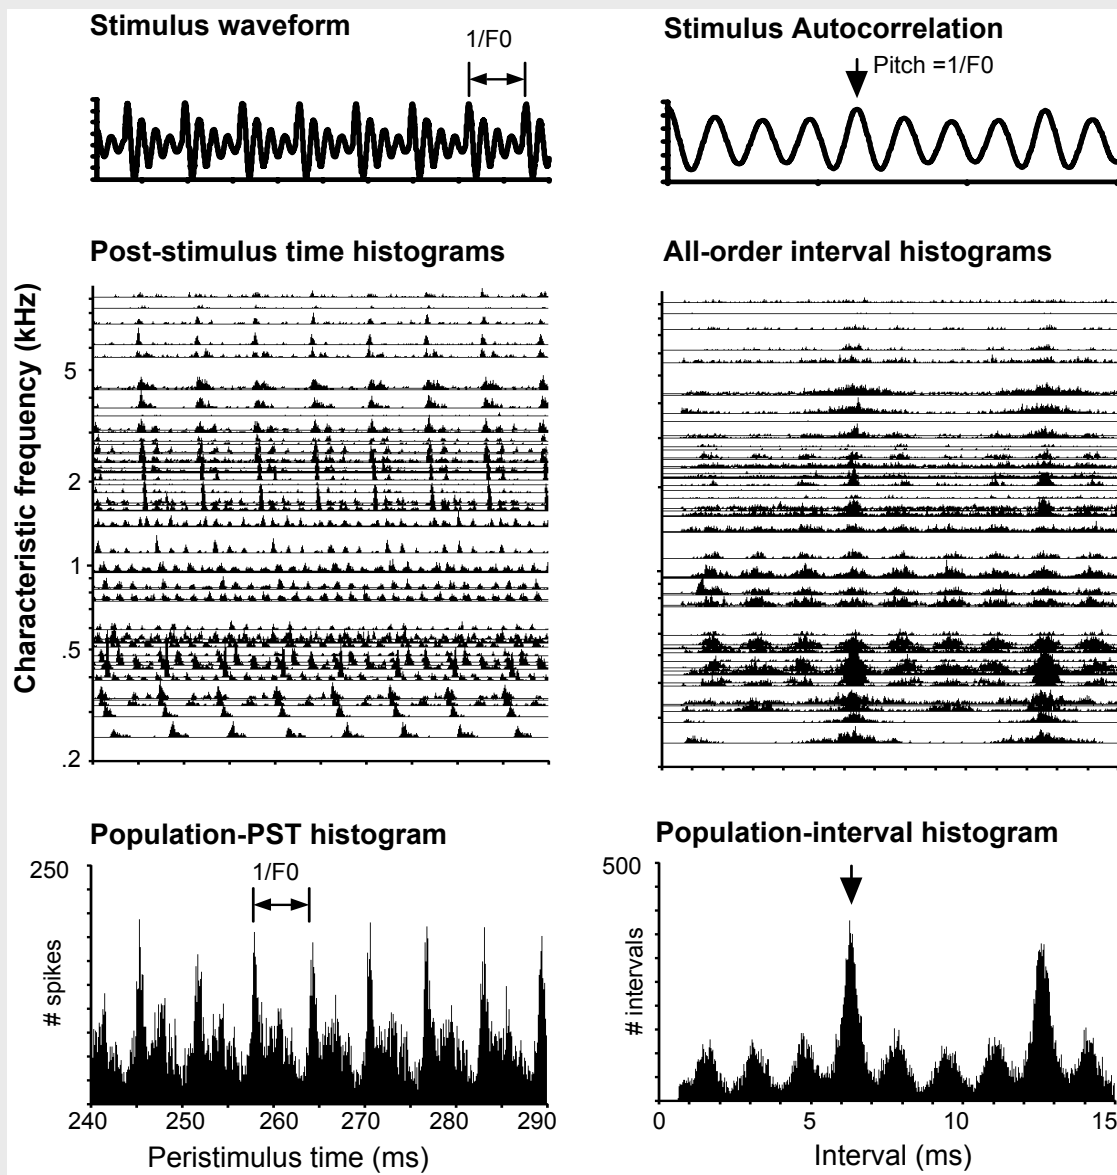 Stimulus waveform
1/F0
Stimulus Autocorrelation
Pitch =1/F0
Post-stimulus time histograms
All-order interval histograms
Characteristic frequency (kHz)
5
2
1
.5
.2
Population-PST histogram
250
1/F0
# spikes
240
250
260
270
280
290
Peristimulus time (ms)
Population-interval histogram
500
# intervals
0
5
10
15
Interval (ms)